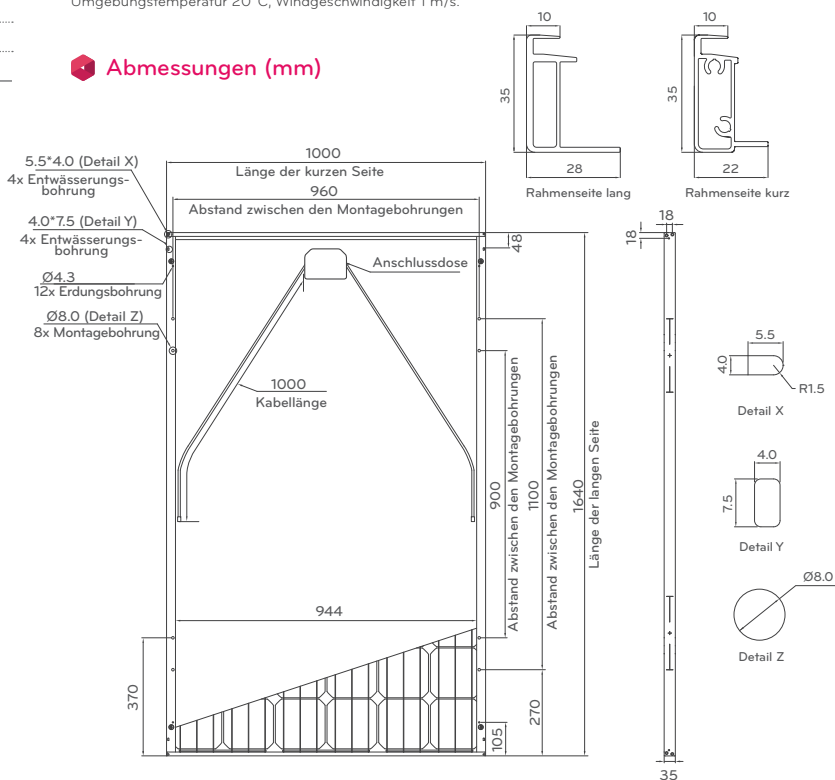 Umgebungstemperatur 20°C, Windgeschwindigkeit 1 m/s.
Abmessungen (mm)
10
35
28
Rahmenseite lang
10
35
22
Rahmenseite kurz
1000
Länge der kurzen Seite
960
Abstand zwischen den Montagebohrungen
5.5*4.0 (Detail X)
4x Entwässerungs-
bohrung
4.0*7.5 (Detail Y)
4x Entwässerungs-
bohrung
Ø4.3
12x Erdungsbohrung
Ø8.0 (Detail Z)
8x Montagebohrung
48
Anschlussdose
1000
Kabellänge
900
Abstand zwischen den Montagebohrungen
1100
Abstand zwischen den Montagebohrungen
1640
Länge der langen Seite
944
370
270
105
18
18
35
5.5
4.0
R1.5
Detail X
4.0
7.5
Detail Y
Ø8.0
Detail Z